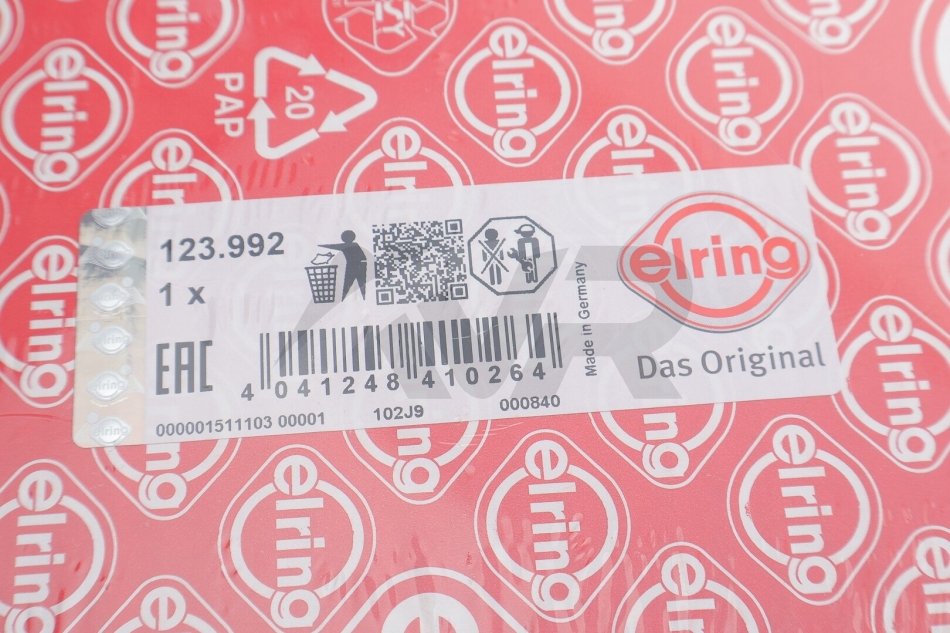 elring
20
PAP
123.992
1 x
EAC
4 041248 410264
000001511103 00001
102J9
000840
Made in Germany
elring
Das Original
AVR